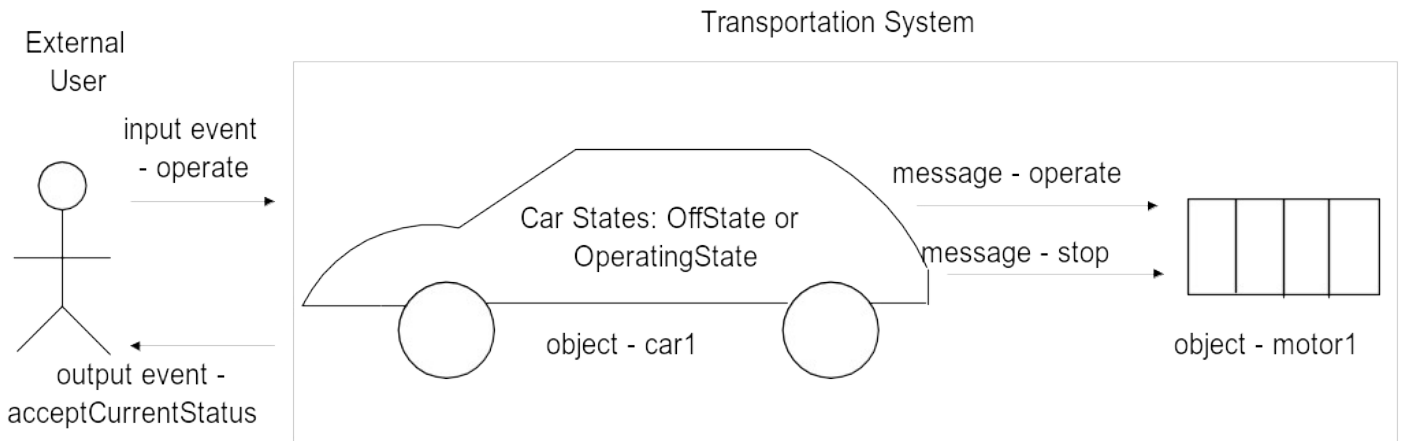 Transportation System
External
User
input event
- operate
message - operate
Car States: OffState or
OperatingState
message - stop
object - car1
object - motor1
output event -
acceptCurrentStatus